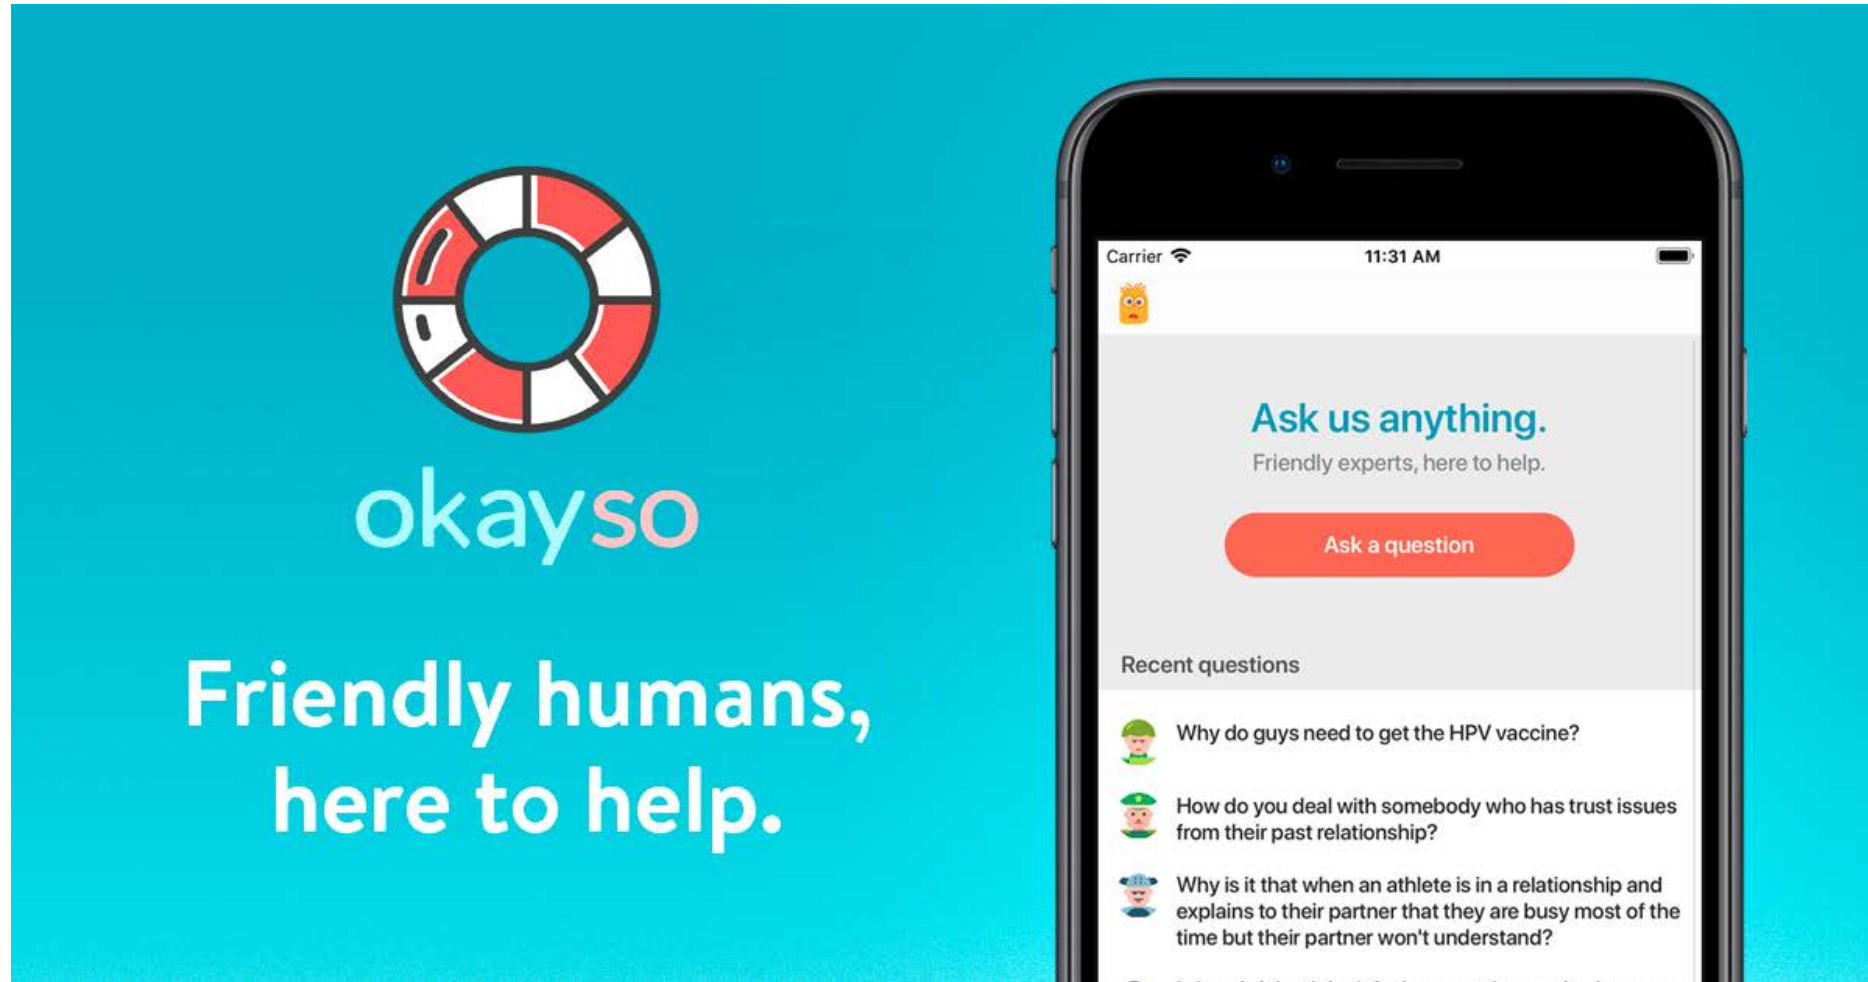 okayso
Friendly humans,
here to help.
Carrier
11:31 AM
Ask us anything.
Friendly experts, here to help.
Ask a question
Recent questions
Why do guys need to get the HPV vaccine?
How do you deal with somebody who has trust issues
from their past relationship?
Why is it that when an athlete is in a relationship and
explains to their partner that they are busy most of the
time but their partner won't understand?